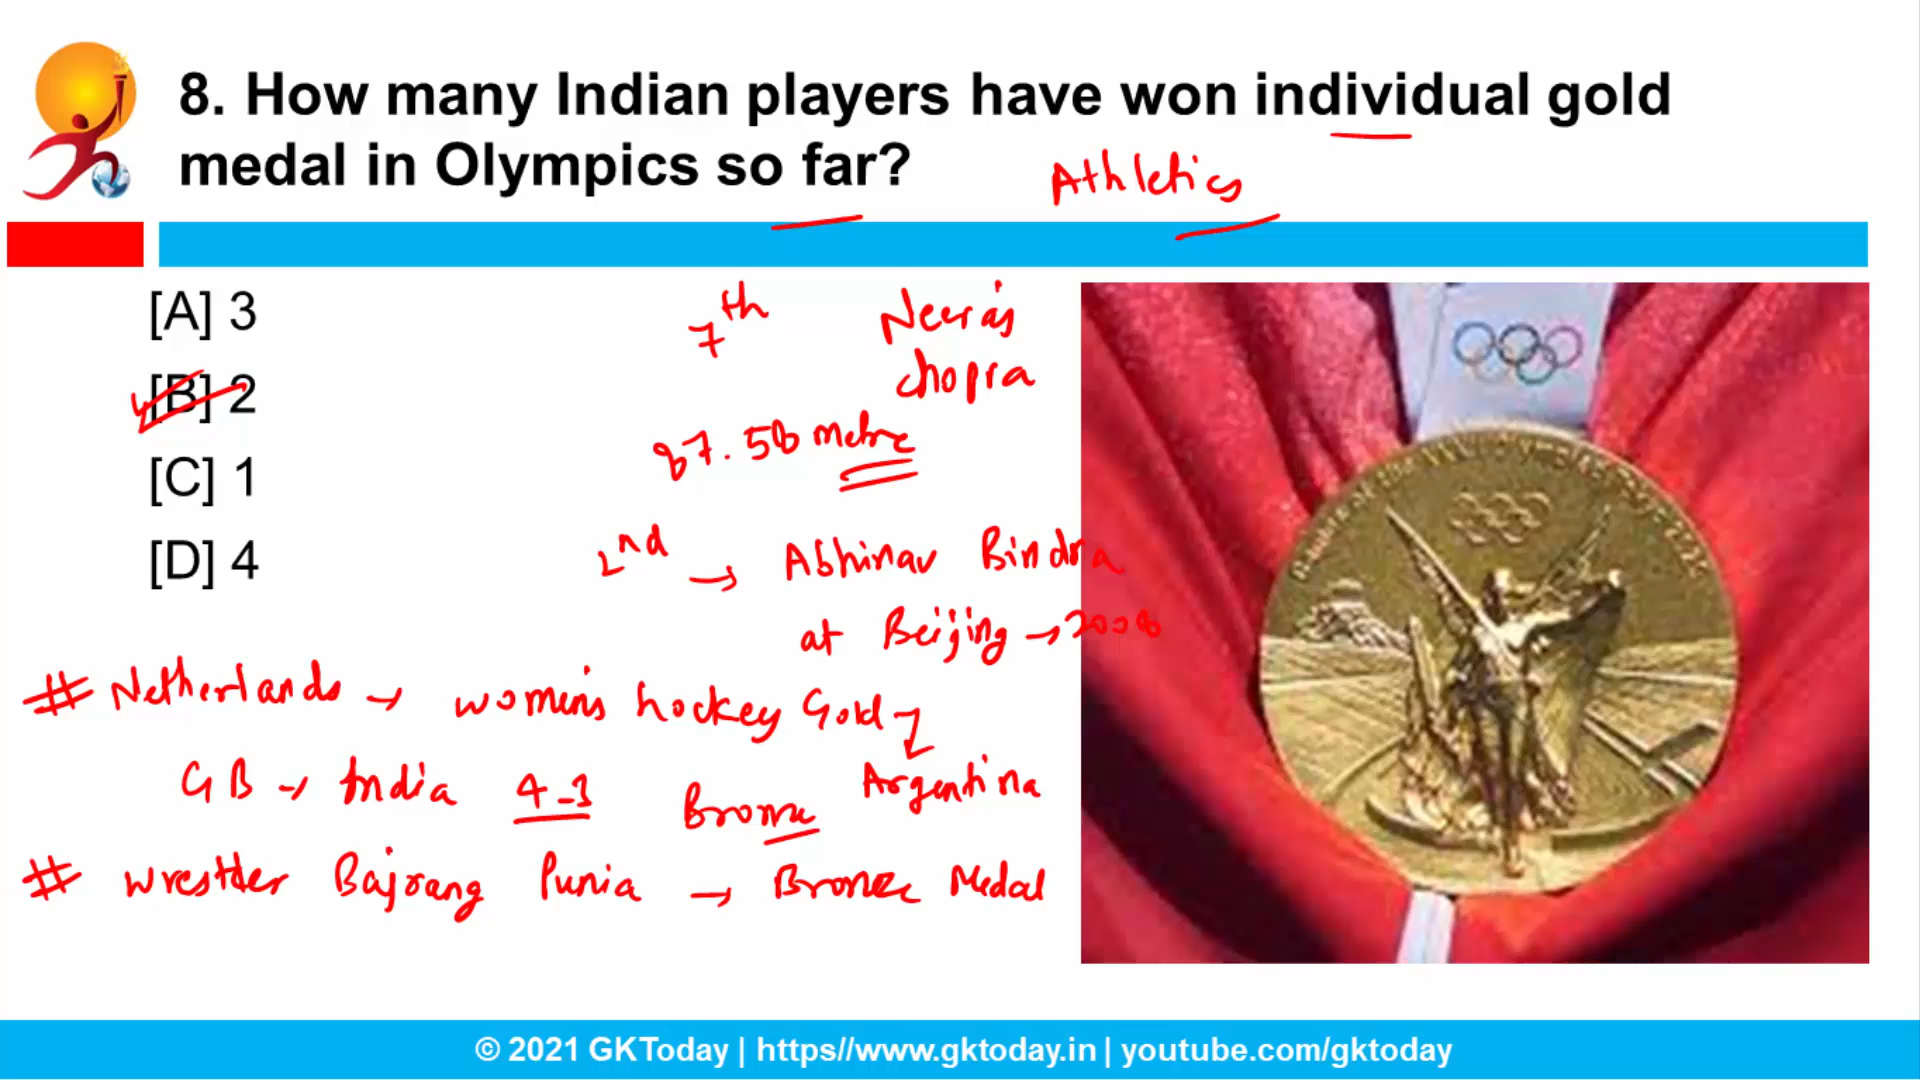 8. How many Indian players have won individual gold
medal in Olympics so far?
Athletics
[A] 3
[B] 2
[C] 1
[D] 4
7th Neeraj
chopra
87.58 metre
2nd → Abhinav Bindra
at Beijing → 2008
# Netherlands → women's hockey Gold →
GB → India 4-3 Bronze Argentina
# wrestler Bajrang Punia → Bronze Medal
© 2021 GKToday | https//www.gktoday.in | youtube.com/gktoday